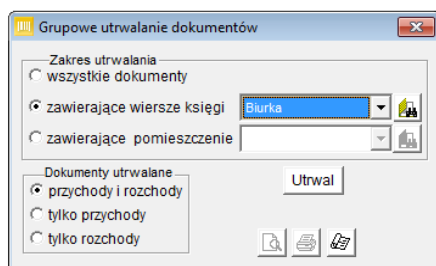 Grupowe utrwalanie dokumentów
Zakres utrwalania
wszystkie dokumenty
zawierające wiersze księgi Biurka
zawierające pomieszczenie
Dokumenty utrwalane
przychody i rozchody
tylko przychody
tylko rozchody
Utrwal